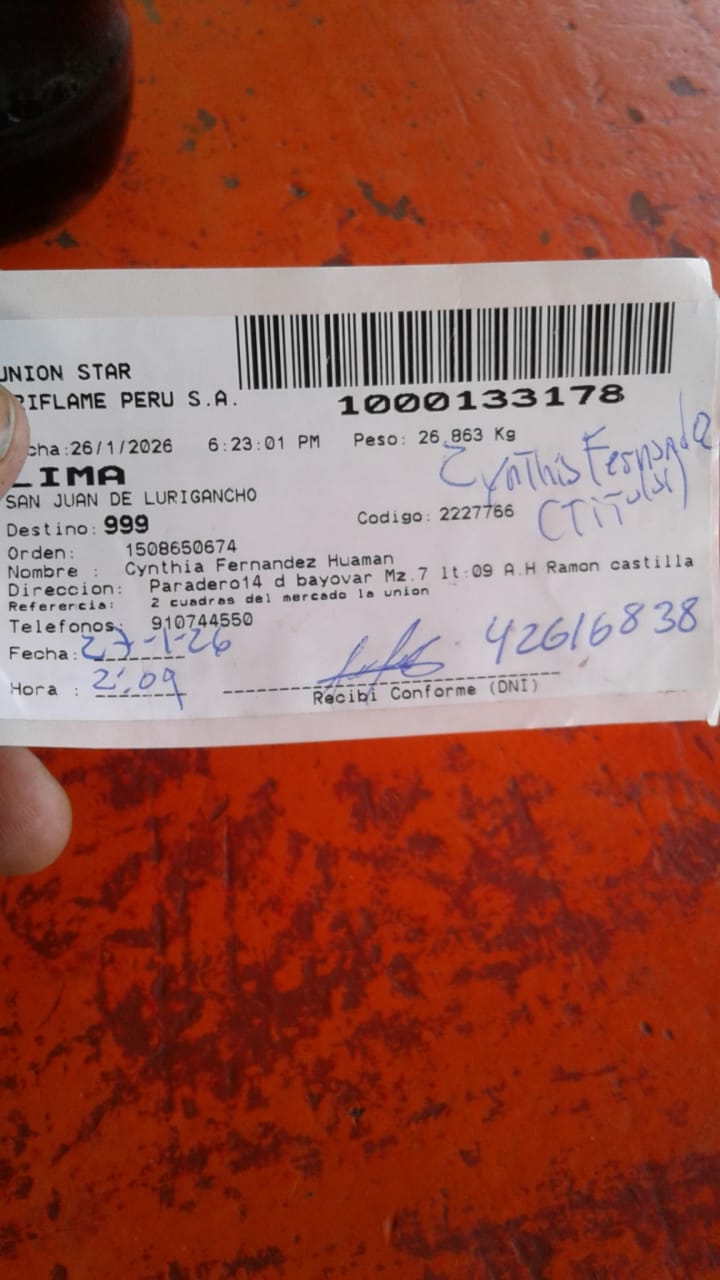 UNION STAR
RIFLAME PERU S.A.
1000133178
cha:26/1/2026 6:23:01 PM Peso: 26.863 Kg
LIMA
SAN JUAN DE LURIGANCHO
Cynthis Fernande
(Titular)
Destino: 999 Codigo: 2227766
Orden: 1508650674
Nombre : Cynthia Fernandez Huaman
Direccion: Paradero14 d bayovar Mz.7 lt:09 A.H Ramon castilla
Referencia: 2 cuadras del mercado la union
Telefonos: 910744550
Fecha: 27-1-26
42616838
Hora : 2:09
Recibi Conforme (DNI)